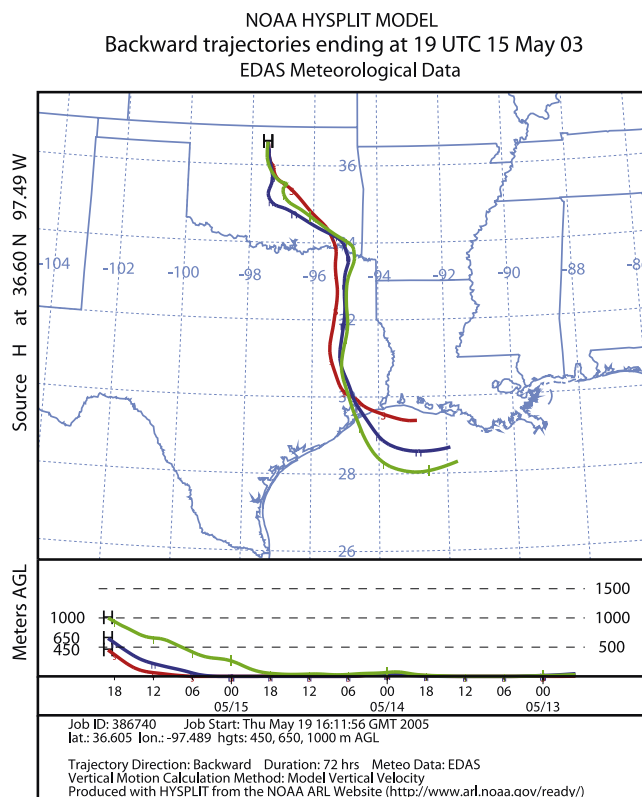 NOAA HYSPLIT MODEL
Backward trajectories ending at 19 UTC 15 May 03
EDAS Meteorological Data
Source H at 36.60 N 97.49 W
H
36
34
-104 -102 -100 -98 -96 -94 -92 -90 -88
32
28
26
Meters AGL
1500
1000 1000
650
450 500
18 12 06 00 18 12 06 00 18 12 06 00
05/15 05/14 05/13
Job ID: 386740 Job Start: Thu May 19 16:11:56 GMT 2005
lat.: 36.605 lon.: -97.489 hgts: 450, 650, 1000 m AGL
Trajectory Direction: Backward Duration: 72 hrs Meteo Data: EDAS
Vertical Motion Calculation Method: Model Vertical Velocity
Produced with HYSPLIT from the NOAA ARL Website (http://www.arl.noaa.gov/ready/)